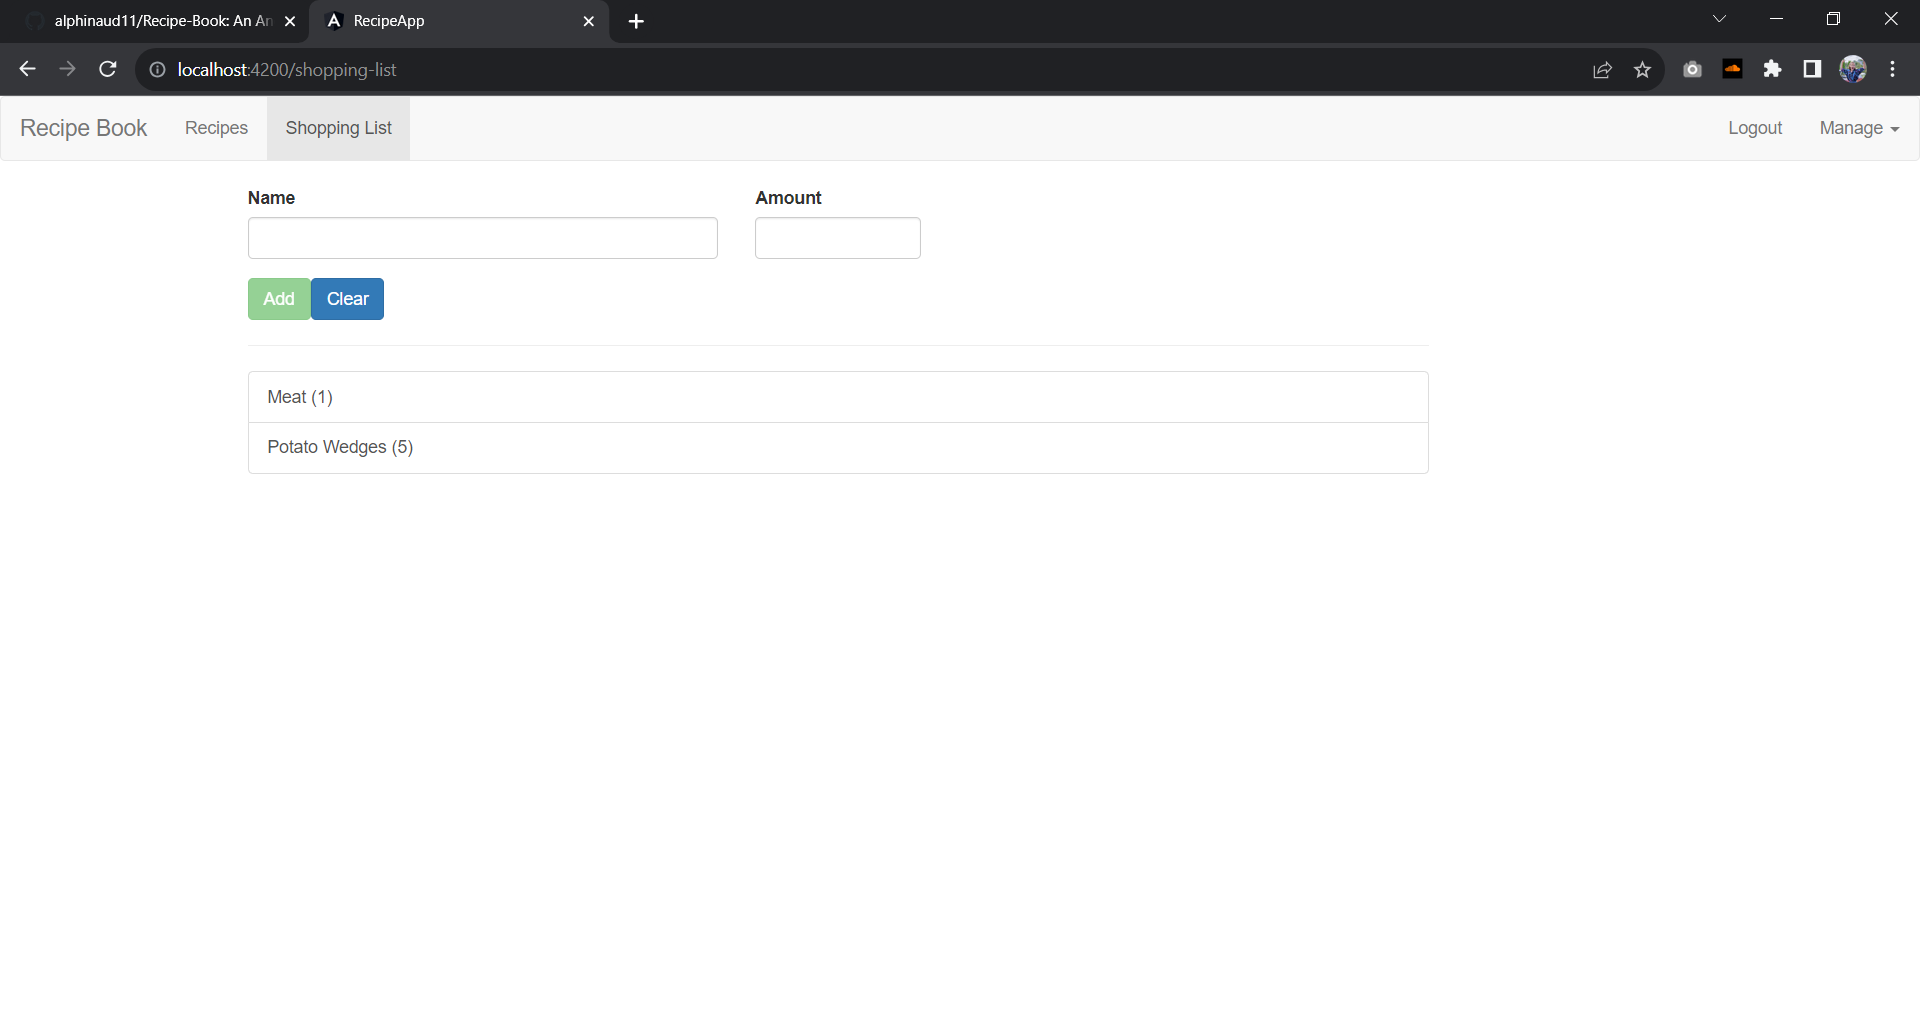 alphinaud11/Recipe-Book: An An
RecipeApp
localhost:4200/shopping-list
Recipe Book Recipes Shopping List Logout Manage
Name Amount
Add Clear
Meat (1)
Potato Wedges (5)